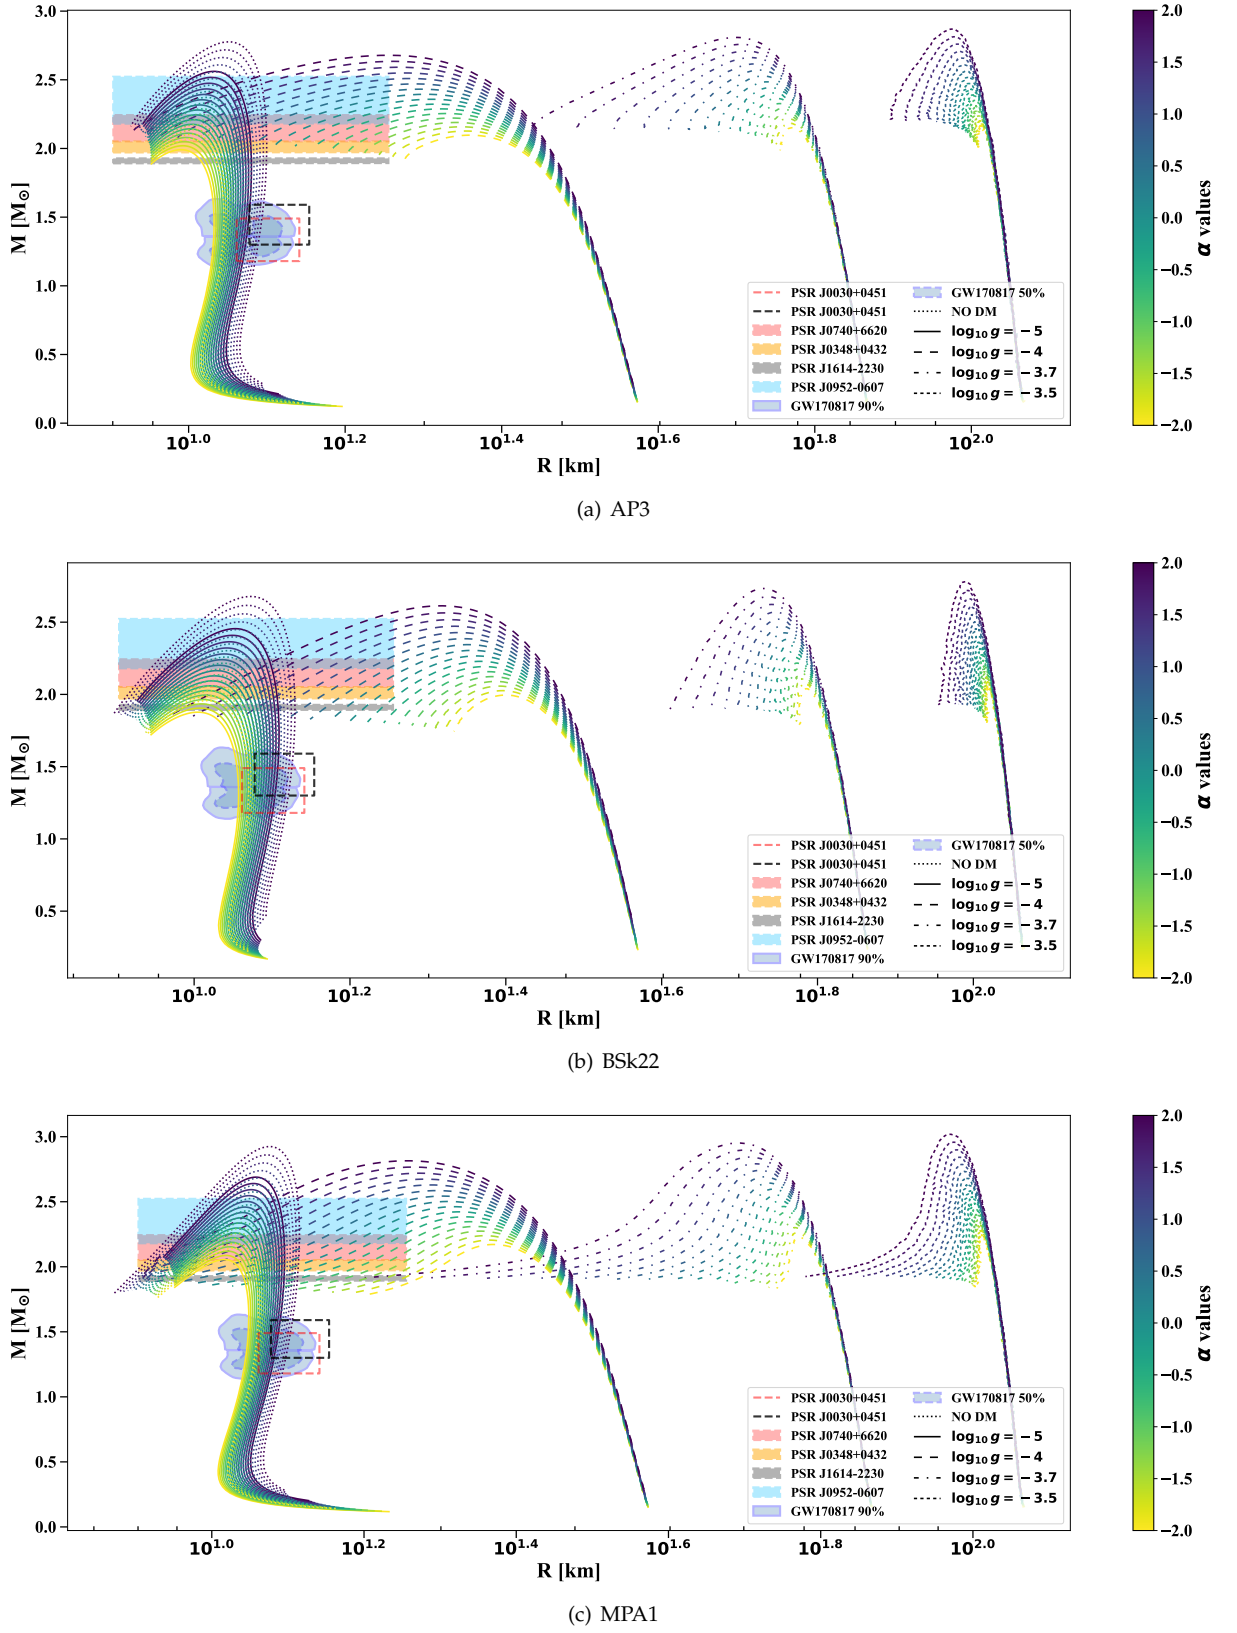 3.0
2.5
2.0
1.5
1.0
0.5
0.0
M [M⊙]
10^1.0 10^1.2 10^1.4 10^1.6 10^1.8 10^2.0
R [km]
PSR J0030+0451
PSR J0030+0451
PSR J0740+6620
PSR J0348+0432
PSR J1614-2230
PSR J0952-0607
GW170817 90%
GW170817 50%
NO DM
log₁₀ g = −5
log₁₀ g = −4
log₁₀ g = −3.7
log₁₀ g = −3.5
2.0
1.5
1.0
0.5
0.0
−0.5
−1.0
−1.5
−2.0
α values
(a) AP3
2.5
2.0
1.5
1.0
0.5
M [M⊙]
10^1.0 10^1.2 10^1.4 10^1.6 10^1.8 10^2.0
R [km]
PSR J0030+0451
PSR J0030+0451
PSR J0740+6620
PSR J0348+0432
PSR J1614-2230
PSR J0952-0607
GW170817 90%
GW170817 50%
NO DM
log₁₀ g = −5
log₁₀ g = −4
log₁₀ g = −3.7
log₁₀ g = −3.5
2.0
1.5
1.0
0.5
0.0
−0.5
−1.0
−1.5
−2.0
α values
(b) BSk22
3.0
2.5
2.0
1.5
1.0
0.5
0.0
M [M⊙]
10^1.0 10^1.2 10^1.4 10^1.6 10^1.8 10^2.0
R [km]
PSR J0030+0451
PSR J0030+0451
PSR J0740+6620
PSR J0348+0432
PSR J1614-2230
PSR J0952-0607
GW170817 90%
GW170817 50%
NO DM
log₁₀ g = −5
log₁₀ g = −4
log₁₀ g = −3.7
log₁₀ g = −3.5
2.0
1.5
1.0
0.5
0.0
−0.5
−1.0
−1.5
−2.0
α values
(c) MPA1